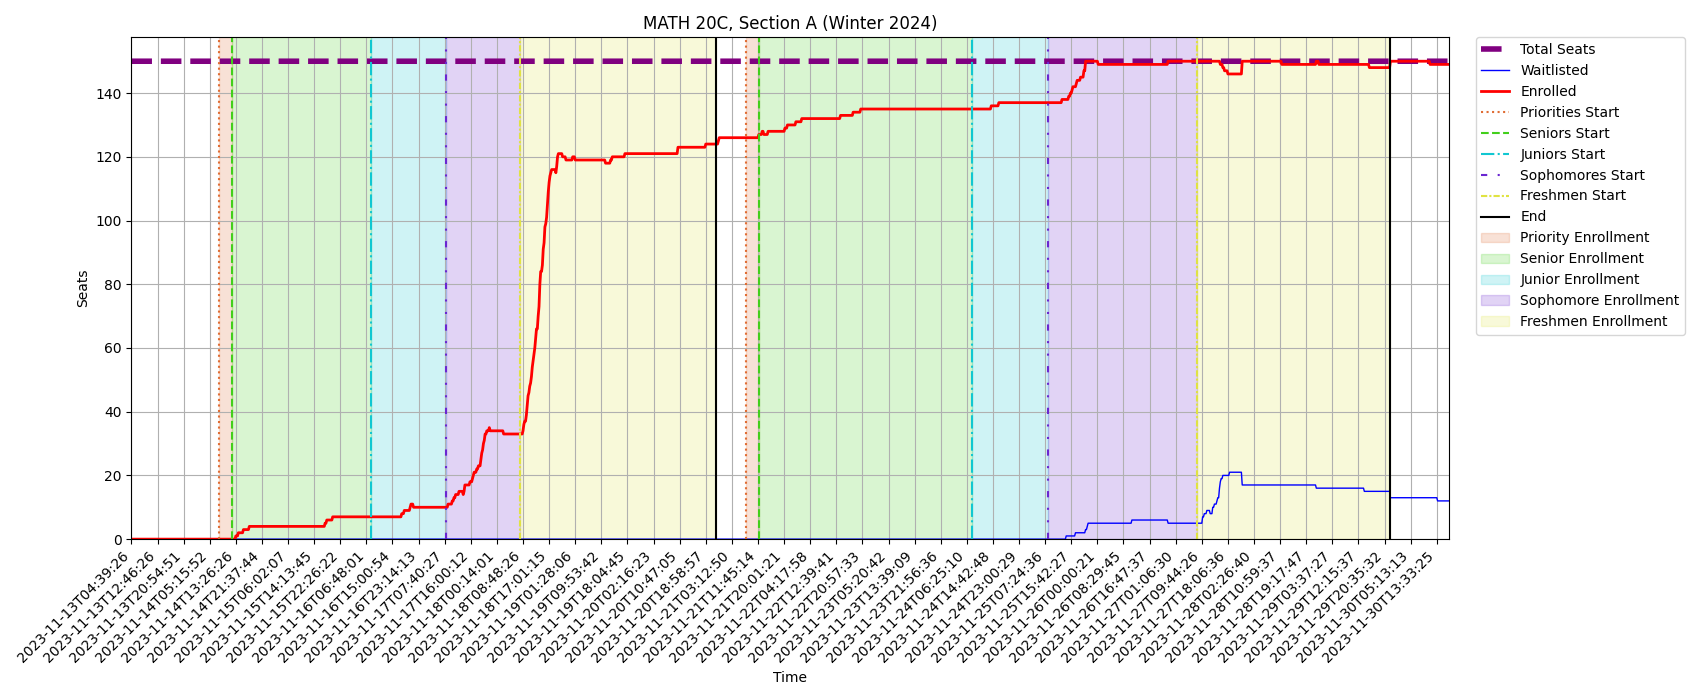 MATH 20C, Section A (Winter 2024)
Seats
140
120
100
80
60
40
20
0
2023-11-13T04:39:26
2023-11-13T12:46:26
2023-11-13T20:54:51
2023-11-14T05:15:52
2023-11-14T13:26:26
2023-11-14T21:37:44
2023-11-15T06:02:07
2023-11-15T14:13:45
2023-11-15T22:26:22
2023-11-16T06:48:01
2023-11-16T15:00:54
2023-11-16T23:14:13
2023-11-17T07:40:27
2023-11-17T16:00:12
2023-11-18T00:14:01
2023-11-18T08:48:26
2023-11-18T17:01:15
2023-11-19T01:28:06
2023-11-19T09:53:42
2023-11-19T18:04:45
2023-11-20T02:16:23
2023-11-20T10:47:05
2023-11-20T18:58:57
2023-11-21T03:12:50
2023-11-21T11:45:14
2023-11-21T20:01:21
2023-11-22T04:17:58
2023-11-22T12:39:41
2023-11-22T20:57:33
2023-11-23T05:20:42
2023-11-23T13:39:09
2023-11-23T21:56:36
2023-11-24T06:25:10
2023-11-24T14:42:48
2023-11-24T23:00:29
2023-11-25T07:24:36
2023-11-25T15:42:27
2023-11-26T00:00:21
2023-11-26T08:29:45
2023-11-26T16:47:37
2023-11-27T01:06:30
2023-11-27T09:44:26
2023-11-27T18:06:36
2023-11-28T02:26:40
2023-11-28T10:59:37
2023-11-28T19:17:47
2023-11-29T03:37:27
2023-11-29T12:15:37
2023-11-29T20:35:32
2023-11-30T05:13:13
2023-11-30T13:33:25
Time
Total Seats
Waitlisted
Enrolled
Priorities Start
Seniors Start
Juniors Start
Sophomores Start
Freshmen Start
End
Priority Enrollment
Senior Enrollment
Junior Enrollment
Sophomore Enrollment
Freshmen Enrollment